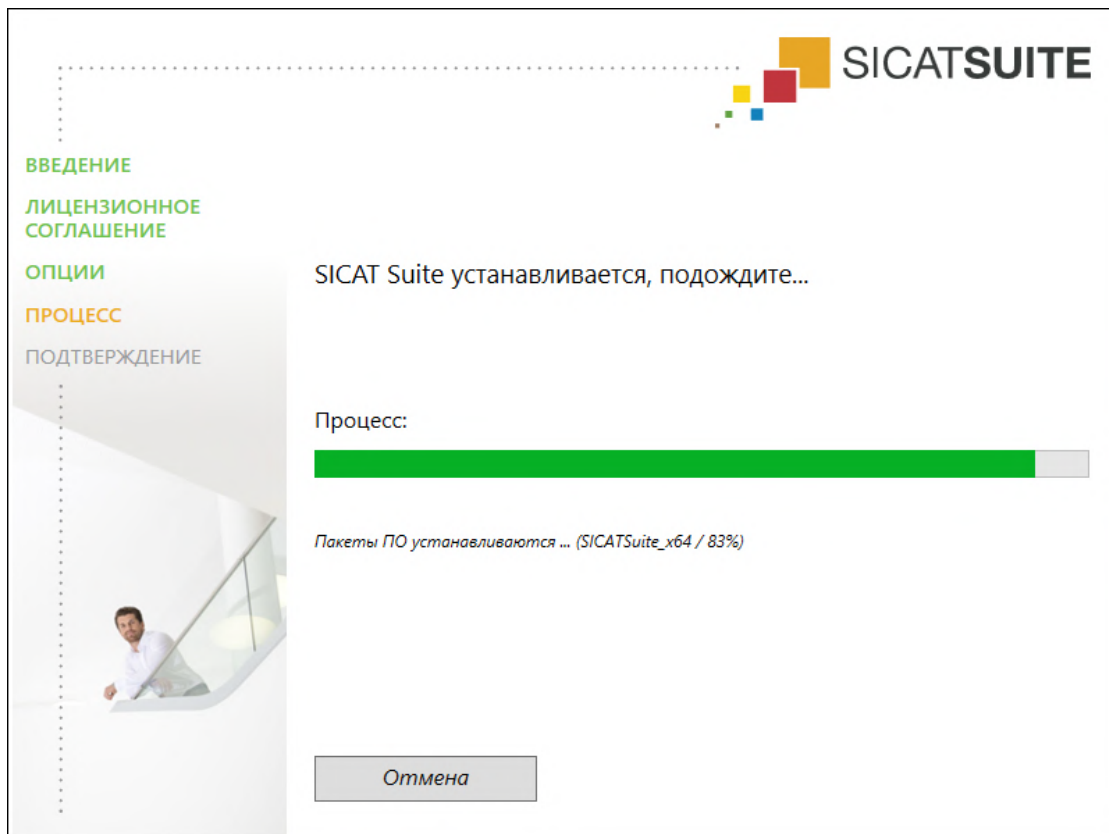 SICATSUITE
ВВЕДЕНИЕ
ЛИЦЕНЗИОННОЕ
СОГЛАШЕНИЕ
ОПЦИИ
ПРОЦЕСС
ПОДТВЕРЖДЕНИЕ
SICAT Suite устанавливается, подождите...
Процесс:
Пакеты ПО устанавливаются ... (SICATSuite_x64 / 83%)
Отмена